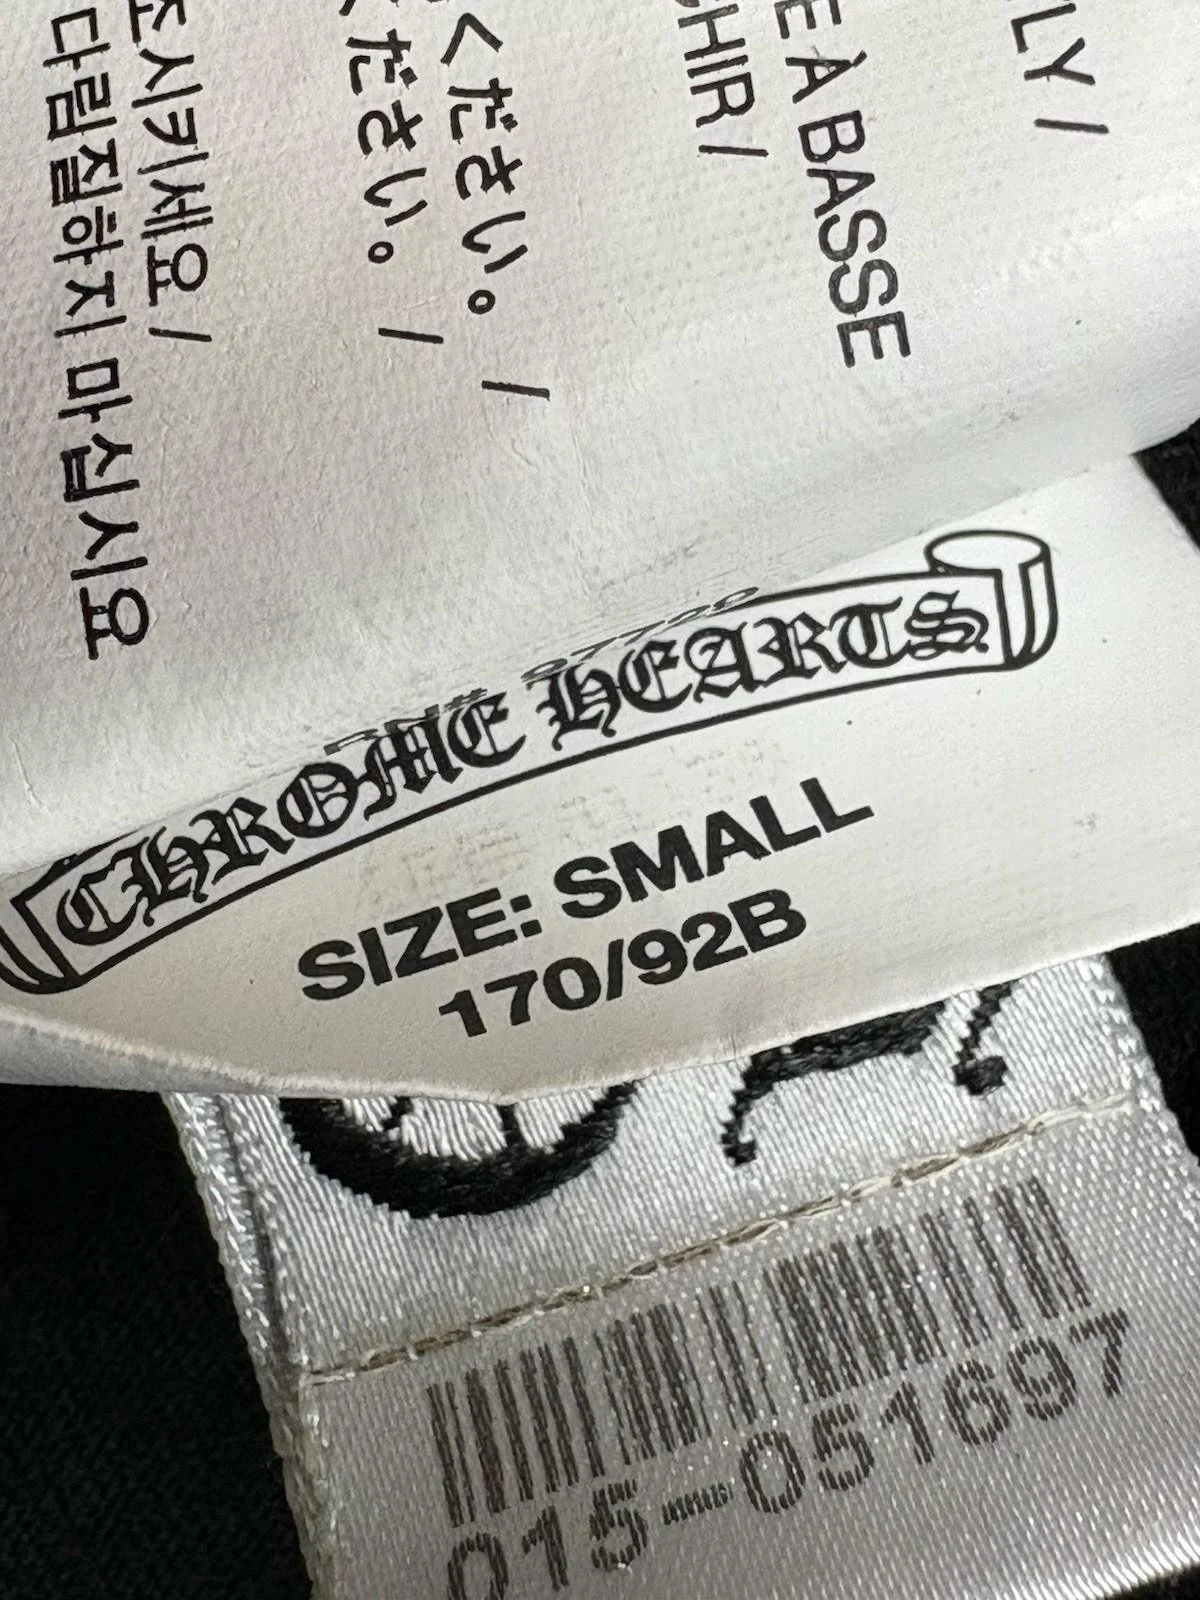 LY /
E À BASSE
CHIR /
ください。 /
ください。 /
조시키세요 /
다림질하지 마십시오
CHROME HEARTS
SIZE: SMALL
170/92B
015-051697